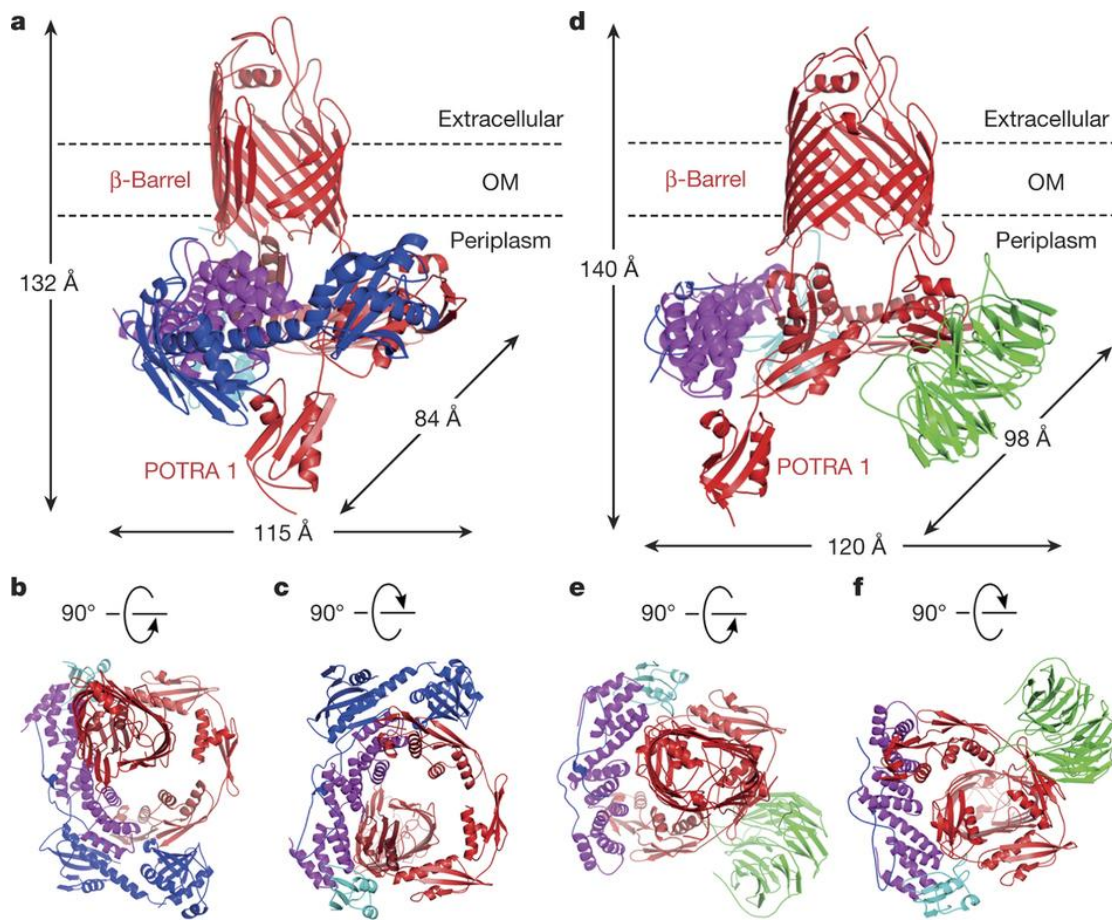 a
Extracellular
β-Barrel
OM
Periplasm
132 Å
84 Å
POTRA 1
115 Å
d
Extracellular
β-Barrel
OM
Periplasm
140 Å
98 Å
POTRA 1
120 Å
b
90°
c
90°
e
90°
f
90°